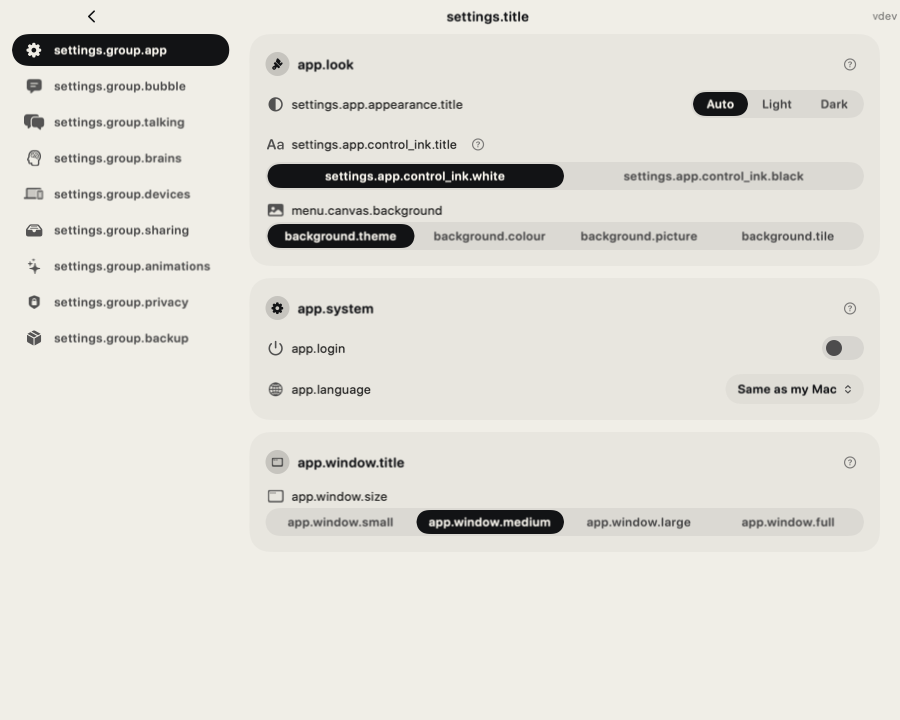 settings.title
vdev
settings.group.app
settings.group.bubble
settings.group.talking
settings.group.brains
settings.group.devices
settings.group.sharing
settings.group.animations
settings.group.privacy
settings.group.backup
app.look
settings.app.appearance.title
Auto Light Dark
Aa settings.app.control_ink.title
settings.app.control_ink.white settings.app.control_ink.black
menu.canvas.background
background.theme background.colour background.picture background.tile
app.system
app.login
app.language
Same as my Mac
app.window.title
app.window.size
app.window.small app.window.medium app.window.large app.window.full